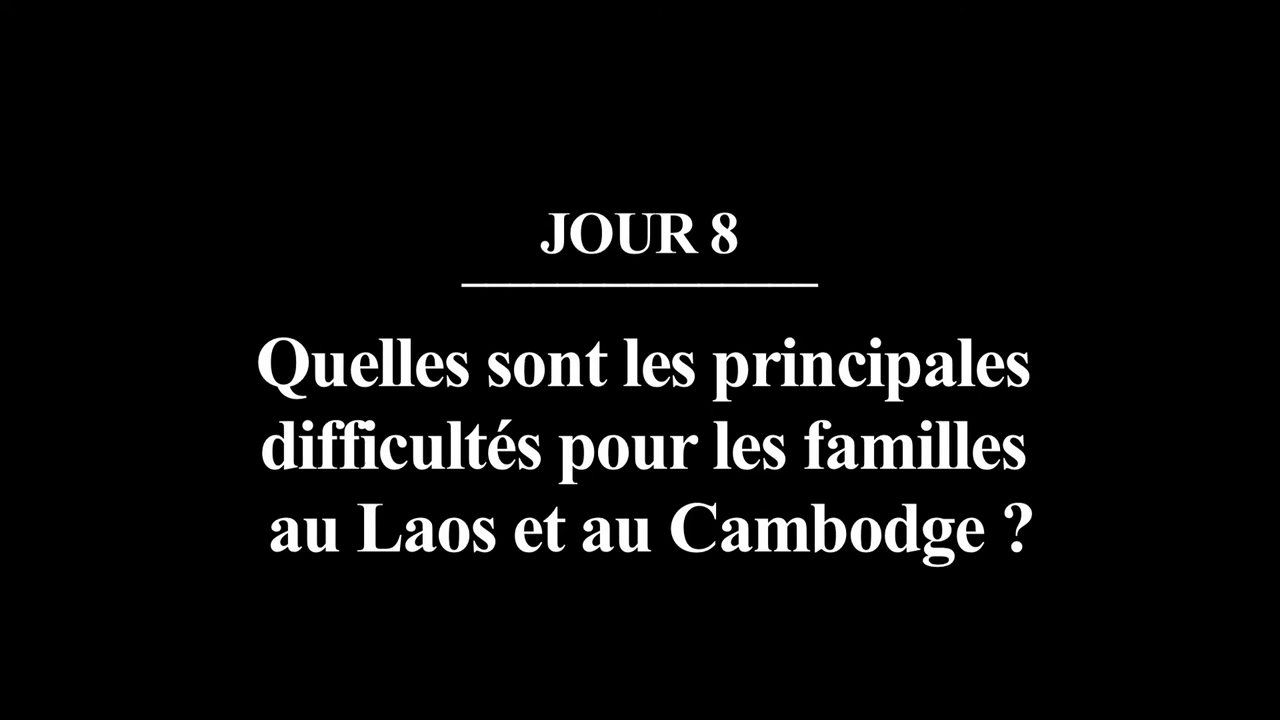 JOUR 8
Quelles sont les principales
difficultés pour les familles
au Laos et au Cambodge ?